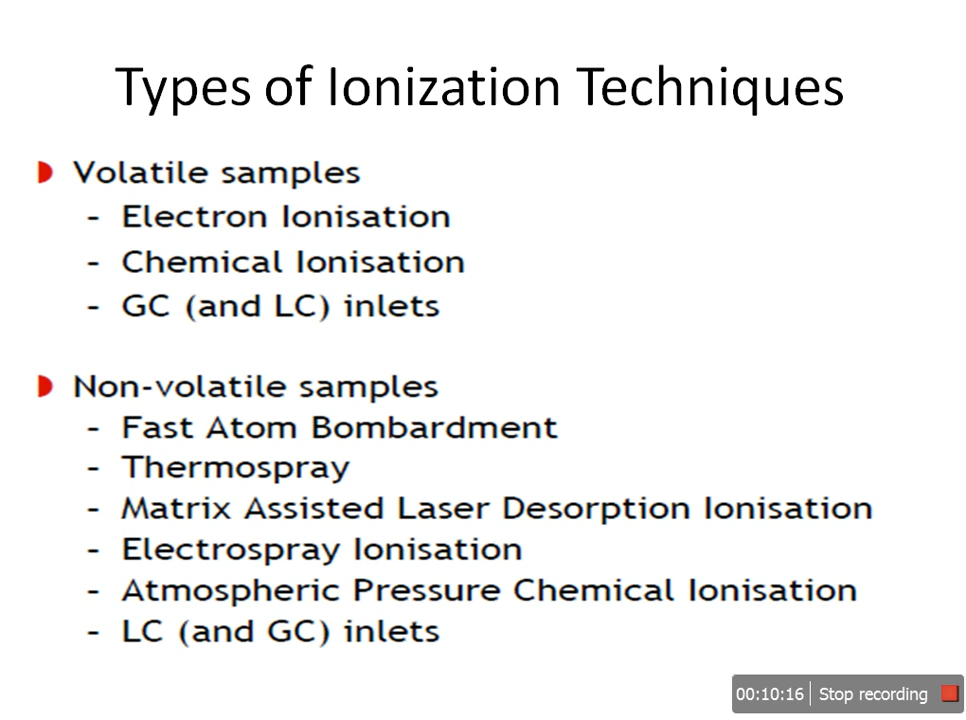 Types of Ionization Techniques
Volatile samples
- Electron Ionisation
- Chemical Ionisation
- GC (and LC) inlets
Non-volatile samples
- Fast Atom Bombardment
- Thermospray
- Matrix Assisted Laser Desorption Ionisation
- Electrospray Ionisation
- Atmospheric Pressure Chemical Ionisation
- LC (and GC) inlets
00:10:16 Stop recording